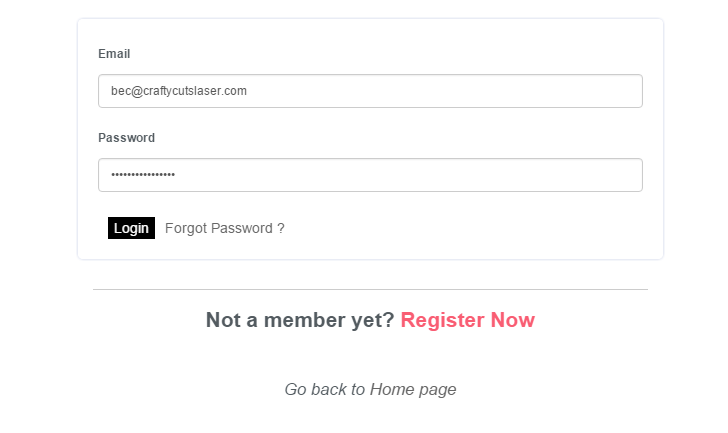 Email
bec@craftycutslaser.com
Password
••••••••••••••••
Login Forgot Password ?
Not a member yet? Register Now
Go back to Home page